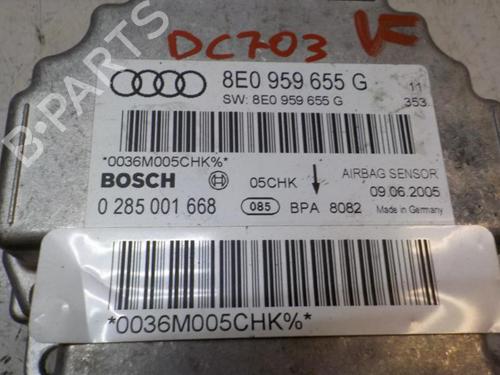 DC703 VF
8E0 959 655 G 11
SW: 8E0 959 655 G 353
*0036M005CHK%*
BOSCH 05CHK AIRBAG SENSOR
09.06.2005
0 285 001 668 085 BPA 8082 Made in Germany
*0036M005CHK%*
B-PARTS